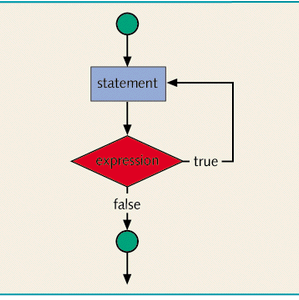 statement
expression
true
false